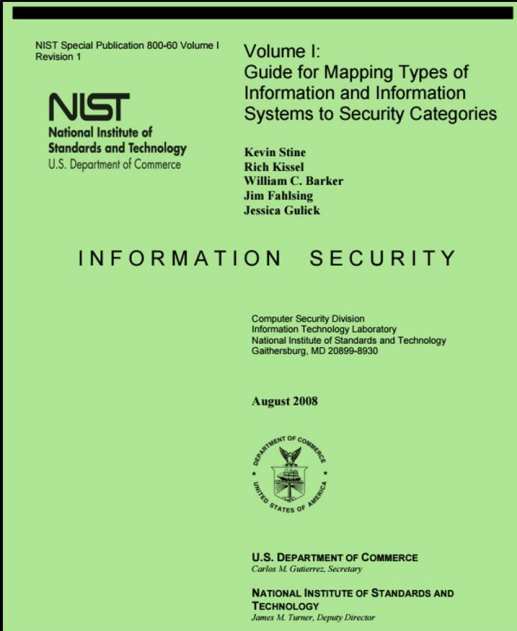 NIST Special Publication 800-60 Volume I
Revision 1
NIST
National Institute of
Standards and Technology
U.S. Department of Commerce
Volume I:
Guide for Mapping Types of
Information and Information
Systems to Security Categories
Kevin Stine
Rich Kissel
William C. Barker
Jim Fahlsing
Jessica Gulick
INFORMATION SECURITY
Computer Security Division
Information Technology Laboratory
National Institute of Standards and Technology
Gaithersburg, MD 20899-8930
August 2008
DEPARTMENT OF COMMERCE
UNITED STATES OF AMERICA
U.S. DEPARTMENT OF COMMERCE
Carlos M. Gutierrez, Secretary
NATIONAL INSTITUTE OF STANDARDS AND
TECHNOLOGY
James M. Turner, Deputy Director